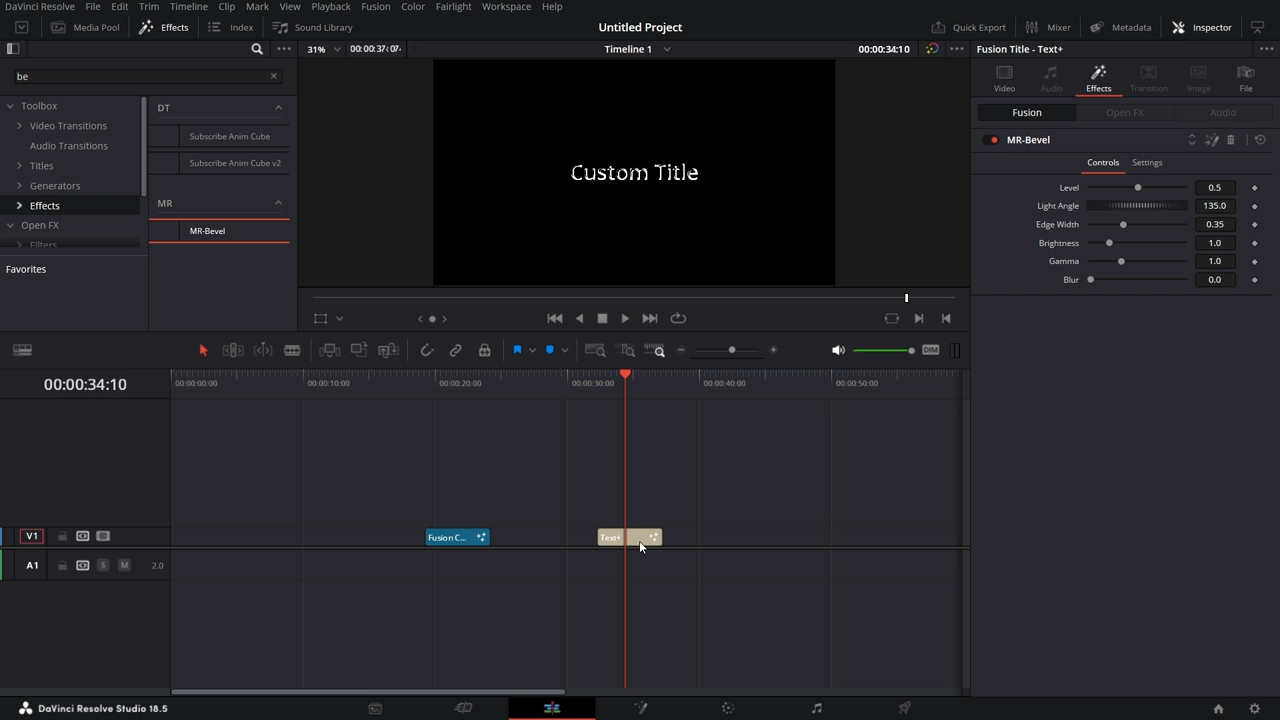 DaVinci Resolve File Edit Trim Timeline Clip Mark View Playback Fusion Color Fairlight Workspace Help
Media Pool Effects Index Sound Library Untitled Project Quick Export Mixer Metadata Inspector
31% 00:00:37:07 Timeline 1 00:00:34:10 Fusion Title - Text+
be
Video Audio Effects Transition Image File
Toolbox DT
Video Transitions Subscribe Anim Cube
Audio Transitions Subscribe Anim Cube v2
Titles
Generators MR
Effects MR-Bevel
Open FX
Filters
Favorites
Custom Title
Fusion Open FX Audio
MR-Bevel
Controls Settings
Level 0.5
Light Angle 135.0
Edge Width 0.35
Brightness 1.0
Gamma 1.0
Blur 0.0
DIM
00:00:34:10 00:00:00:00 00:00:10:00 00:00:20:00 00:00:30:00 00:00:40:00 00:00:50:00
V1 Fusion C... Text+
A1 S M 2.0
DaVinci Resolve Studio 18.5